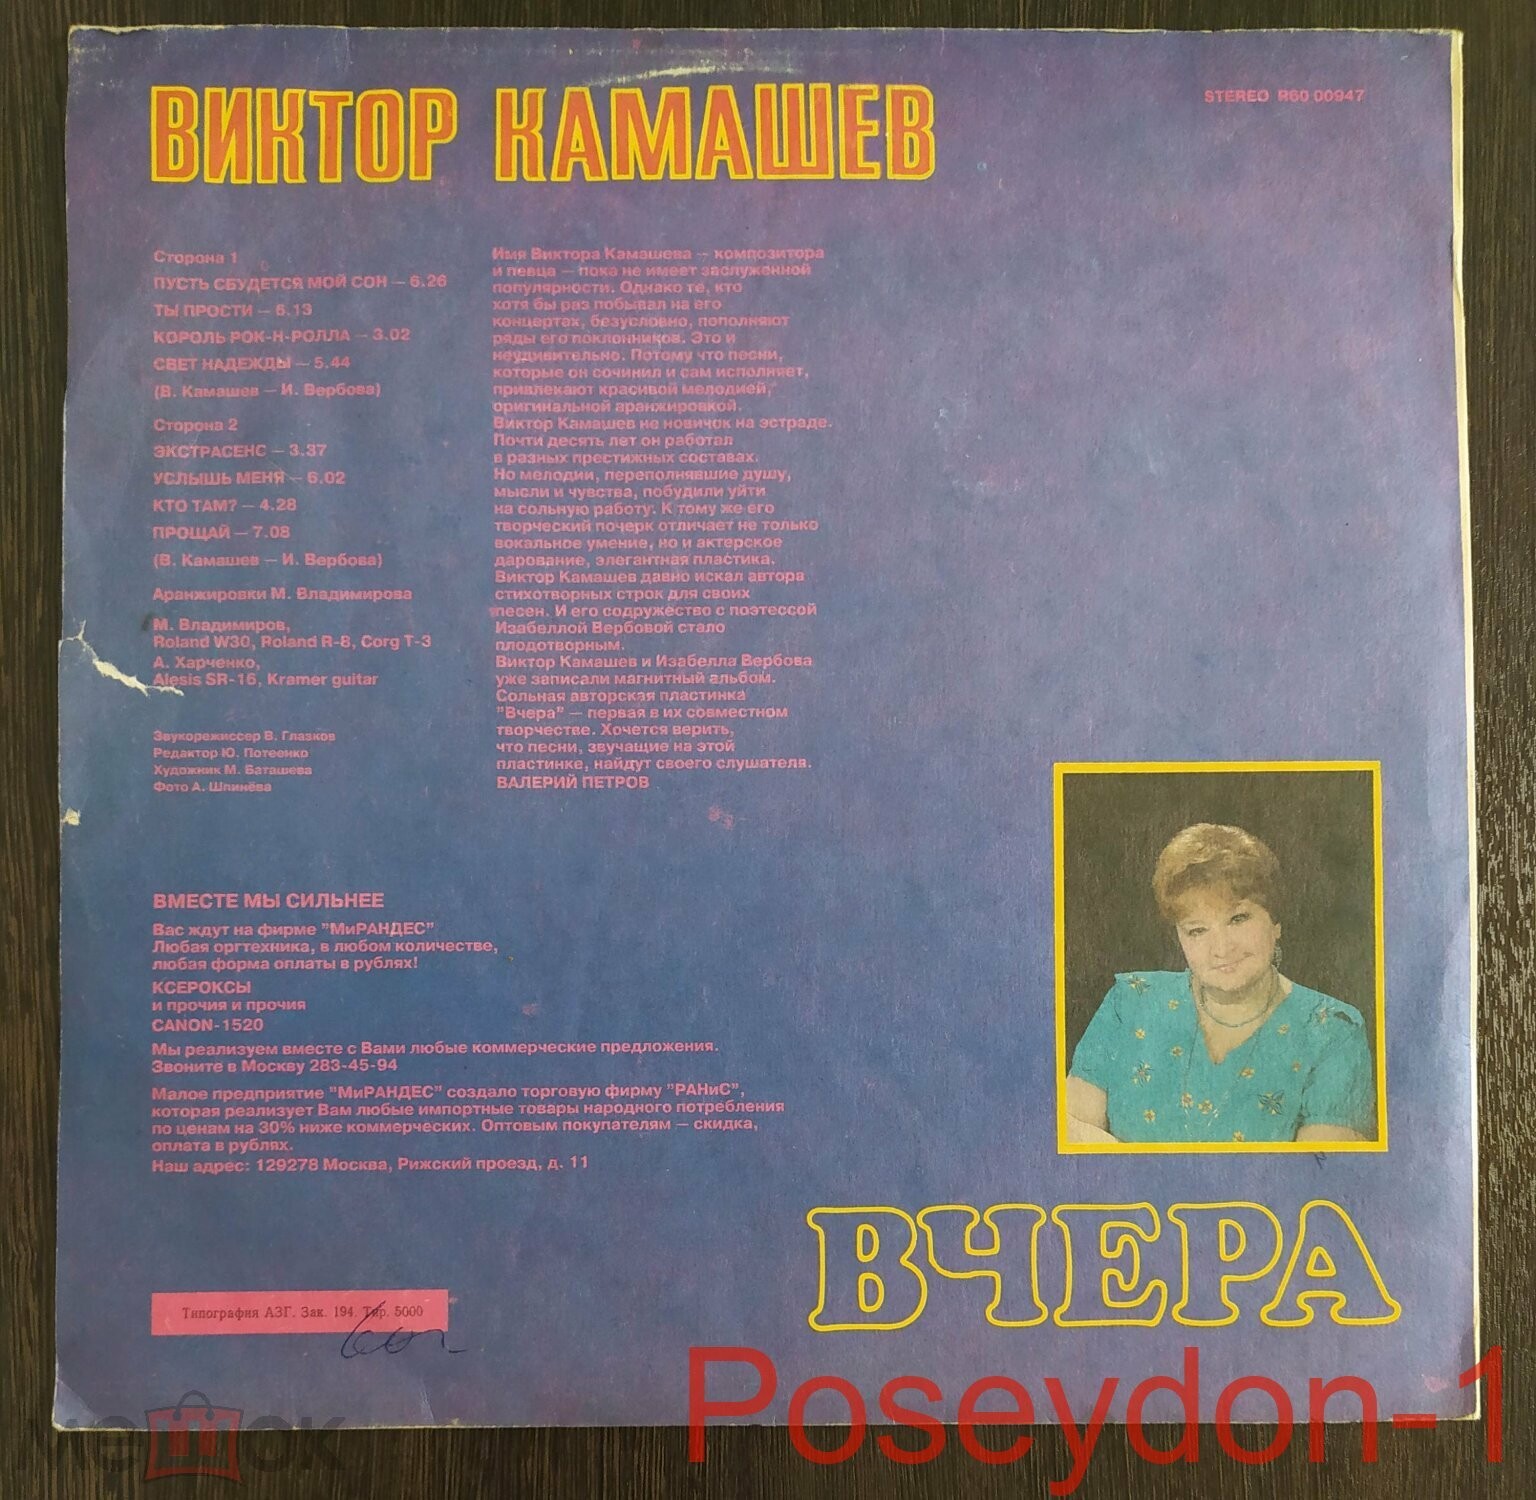 ВИКТОР КАМАШЕВ
STEREO R60 00947
Сторона 1
ПУСТЬ СБУДЕТСЯ МОЙ СОН — 6.26
ТЫ ПРОСТИ — 6.13
КОРОЛЬ РОК-Н-РОЛЛА — 3.02
СВЕТ НАДЕЖДЫ — 5.44
(В. Камашев — И. Вербова)
Сторона 2
ЭКСТРАСЕНС — 3.37
УСЛЫШЬ МЕНЯ — 6.02
КТО ТАМ? — 4.28
ПРОЩАЙ — 7.08
(В. Камашев — И. Вербова)
Аранжировки М. Владимирова
М. Владимиров,
Roland W30, Roland R-8, Corg T-3
А. Харченко,
Alesis SR-16, Kramer guitar
Звукорежиссер В. Глазков
Редактор Ю. Потеенко
Художник М. Баташева
Фото А. Шпинёва
Имя Виктора Камашева — композитора
и певца — пока не имеет заслуженной
популярности. Однако те, кто
хотя бы раз побывал на его
концертах, безусловно, пополняют
ряды его поклонников. Это и
неудивительно. Потому что песни,
которые он сочинил и сам исполняет,
привлекают красивой мелодией,
оригинальной аранжировкой.
Виктор Камашев не новичок на эстраде.
Почти десять лет он работал
в разных престижных составах.
Но мелодии, переполнявшие душу,
мысли и чувства, побудили уйти
на сольную работу. К тому же его
творческий почерк отличает не только
вокальное умение, но и актерское
дарование, элегантная пластика.
Виктор Камашев давно искал автора
стихотворных строк для своих
песен. И его содружество с поэтессой
Изабеллой Вербовой стало
плодотворным.
Виктор Камашев и Изабелла Вербова
уже записали магнитный альбом.
Сольная авторская пластинка
"Вчера" — первая в их совместном
творчестве. Хочется верить,
что песни, звучащие на этой
пластинке, найдут своего слушателя.
ВАЛЕРИЙ ПЕТРОВ
ВМЕСТЕ МЫ СИЛЬНЕЕ
Вас ждут на фирме "МиРАНДЕС"
Любая оргтехника, в любом количестве,
любая форма оплаты в рублях!
КСЕРОКСЫ
и прочия и прочия
CANON-1520
Мы реализуем вместе с Вами любые коммерческие предложения.
Звоните в Москву 283-45-94
Малое предприятие "МиРАНДЕС" создало торговую фирму "РАНиС",
которая реализует Вам любые импортные товары народного потребления
по ценам на 30% ниже коммерческих. Оптовым покупателям — скидка,
оплата в рублях.
Наш адрес: 129278 Москва, Рижский проезд, д. 11
ВЧЕРА
Типография АЗГ. Зак. 194. Тир. 5000
Poseydon-1
мешок